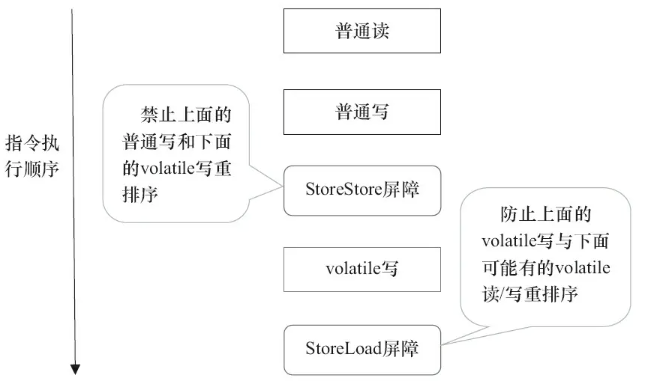 普通读
普通写
指令执
行顺序
禁止上面的
普通写和下面
的volatile写重
排序
StoreStore屏障
防止上面的
volatile写与下面
可能有的volatile
读/写重排序
volatile写
StoreLoad屏障